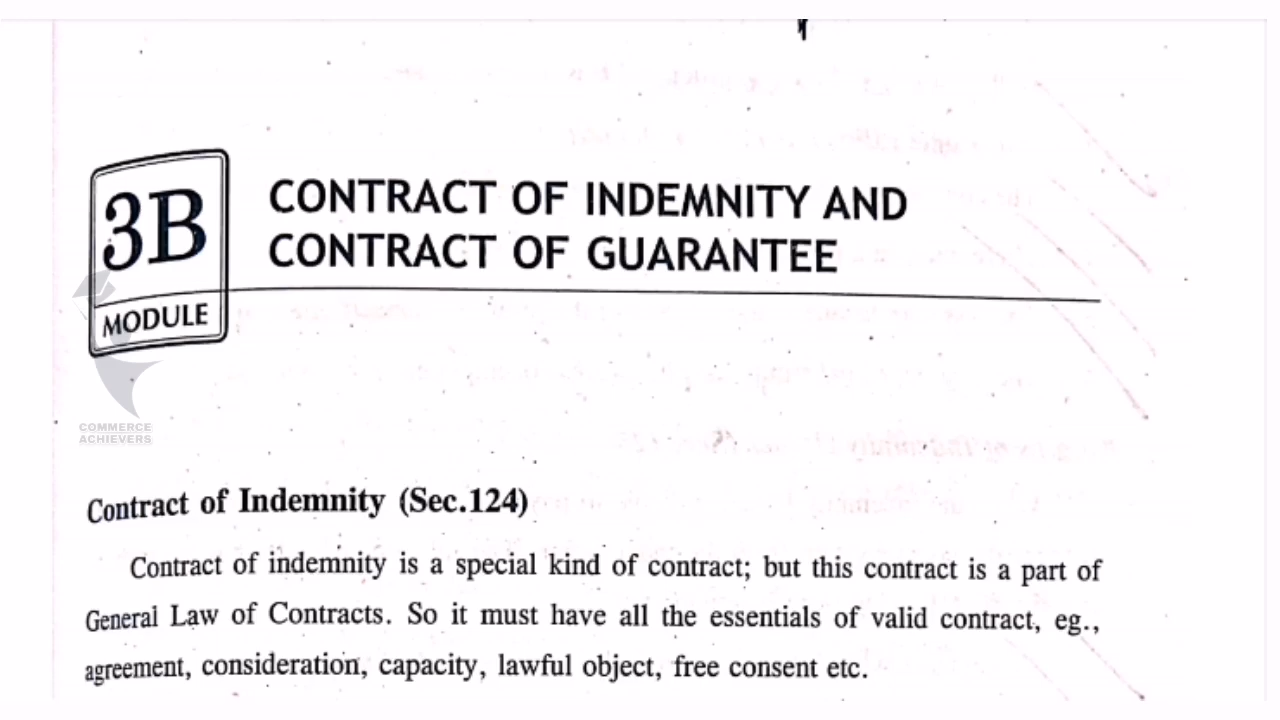 3B
MODULE
CONTRACT OF INDEMNITY AND
CONTRACT OF GUARANTEE
COMMERCE
ACHIEVERS
Contract of Indemnity (Sec.124)
Contract of indemnity is a special kind of contract; but this contract is a part of
General Law of Contracts. So it must have all the essentials of valid contract, eg.,
agreement, consideration, capacity, lawful object, free consent etc.